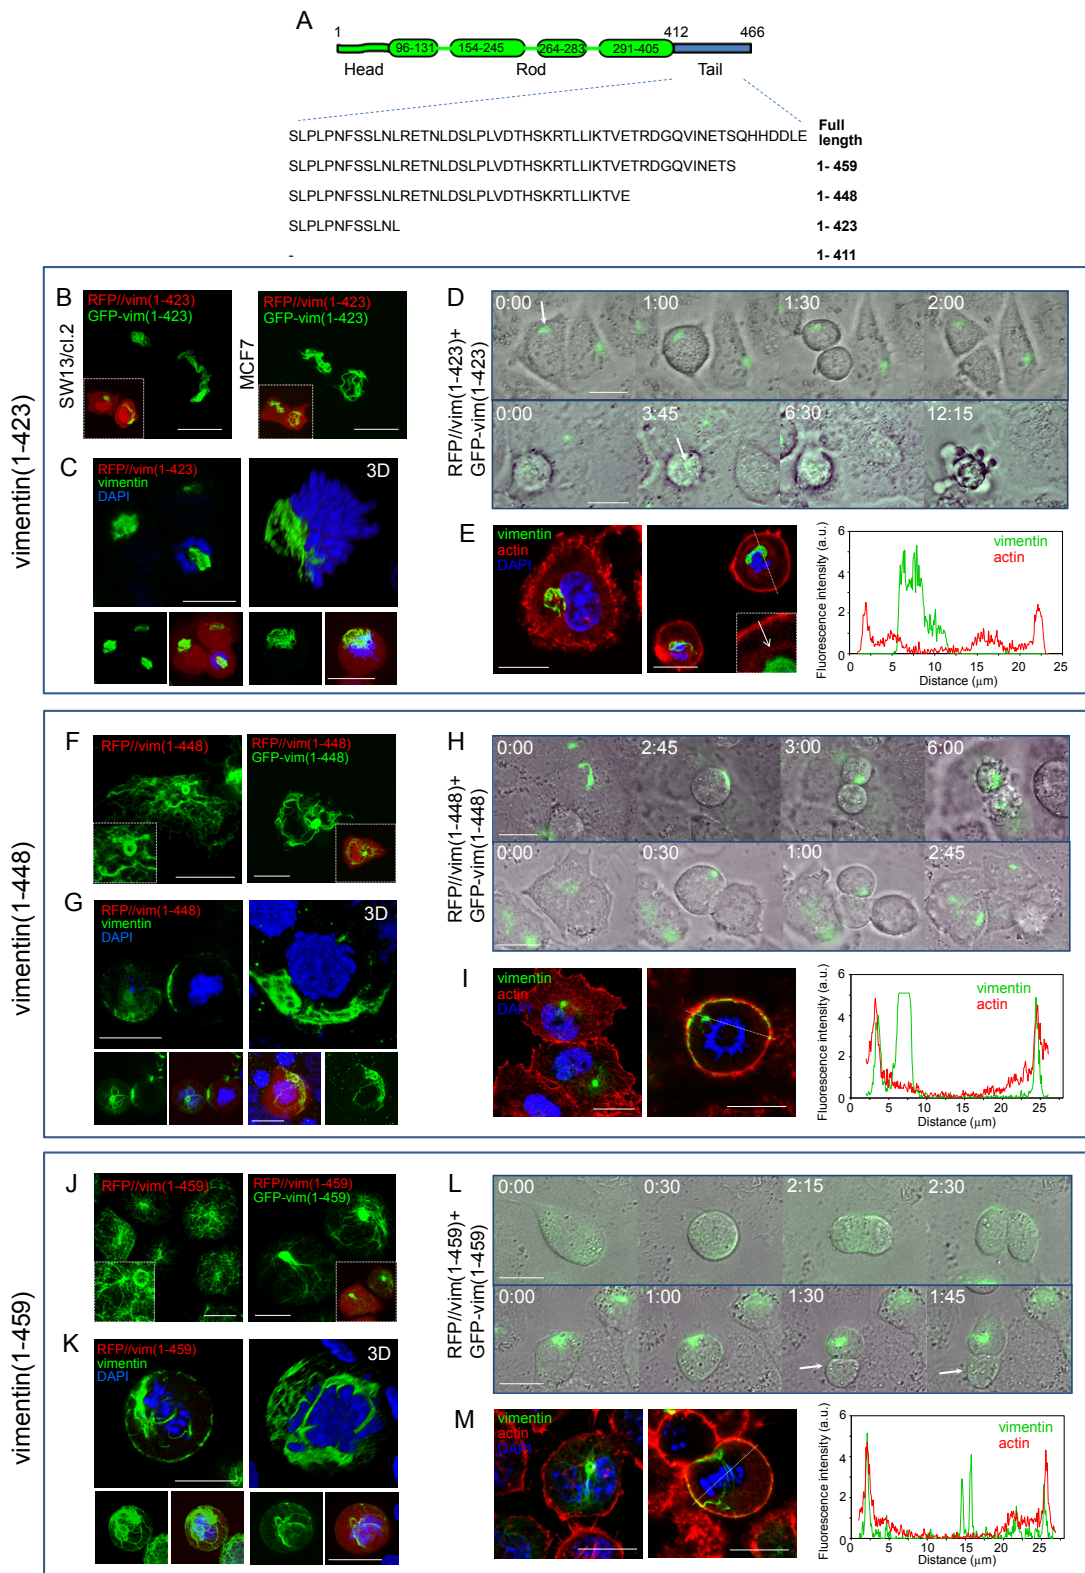 A
1
412
466
96-131
154-245
264-283
291-405
Head
Rod
Tail
SLPLPNFSSLNLRETNLDSLPLVDTHSKRTLLIKTVETRDGQVINETSQHHDDLE
Full
length
SLPLPNFSSLNLRETNLDSLPLVDTHSKRTLLIKTVETRDGQVINETS
1- 459
SLPLPNFSSLNLRETNLDSLPLVDTHSKRTLLIKTVE
1- 448
SLPLPNFSSLNL
1- 423
-
1- 411
vimentin(1-423)
B
SW13/cl.2
RFP//vim(1-423)
GFP-vim(1-423)
MCF7
RFP//vim(1-423)
GFP-vim(1-423)
C
RFP//vim(1-423)
vimentin
DAPI
3D
D
RFP//vim(1-423)+
GFP-vim(1-423)
0:00
1:00
1:30
2:00
0:00
3:45
6:30
12:15
E
vimentin
actin
DAPI
Fluorescence intensity (a.u.)
6
4
2
0
vimentin
actin
0
5
10
15
20
25
Distance (μm)
vimentin(1-448)
F
RFP//vim(1-448)
RFP//vim(1-448)
GFP-vim(1-448)
G
RFP//vim(1-448)
vimentin
DAPI
3D
H
RFP//vim(1-448)+
GFP-vim(1-448)
0:00
2:45
3:00
6:00
0:00
0:30
1:00
2:45
I
vimentin
actin
DAPI
Fluorescence intensity (a.u.)
6
4
2
0
vimentin
actin
0
5
10
15
20
25
Distance (μm)
vimentin(1-459)
J
RFP//vim(1-459)
RFP//vim(1-459)
GFP-vim(1-459)
K
RFP//vim(1-459)
vimentin
DAPI
3D
L
RFP//vim(1-459)+
GFP-vim(1-459)
0:00
0:30
2:15
2:30
0:00
1:00
1:30
1:45
M
vimentin
actin
DAPI
Fluorescence intensity (a.u.)
6
4
2
0
vimentin
actin
0
5
10
15
20
25
Distance (μm)